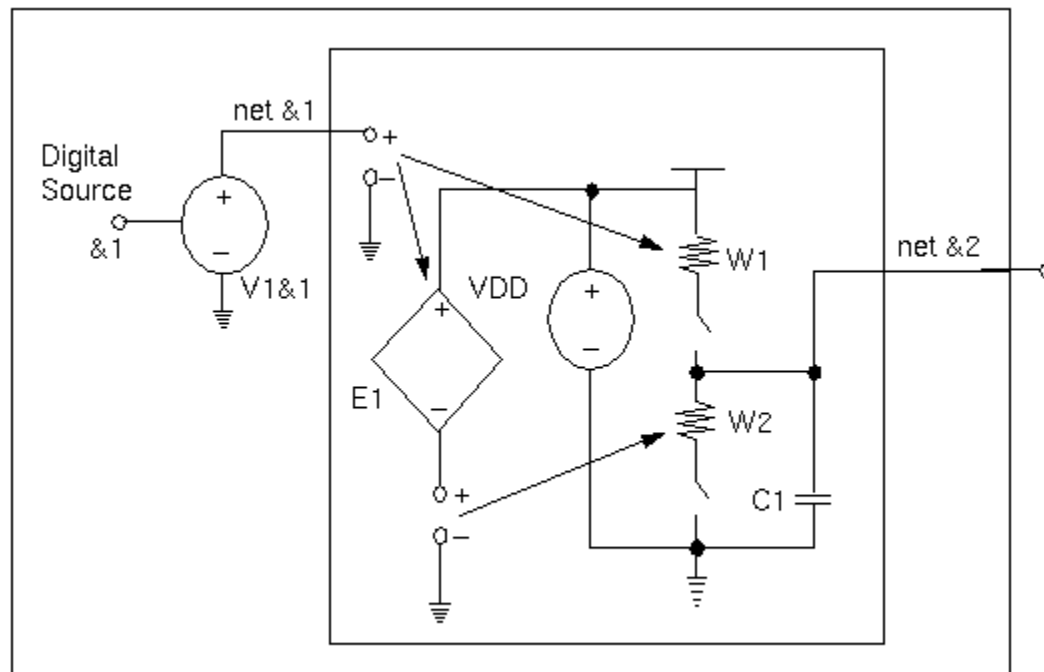 net &1
Digital
Source
&1
+
−
V1&1
+
−
+
−
E1
+
−
VDD
+
−
W1
W2
C1
net &2